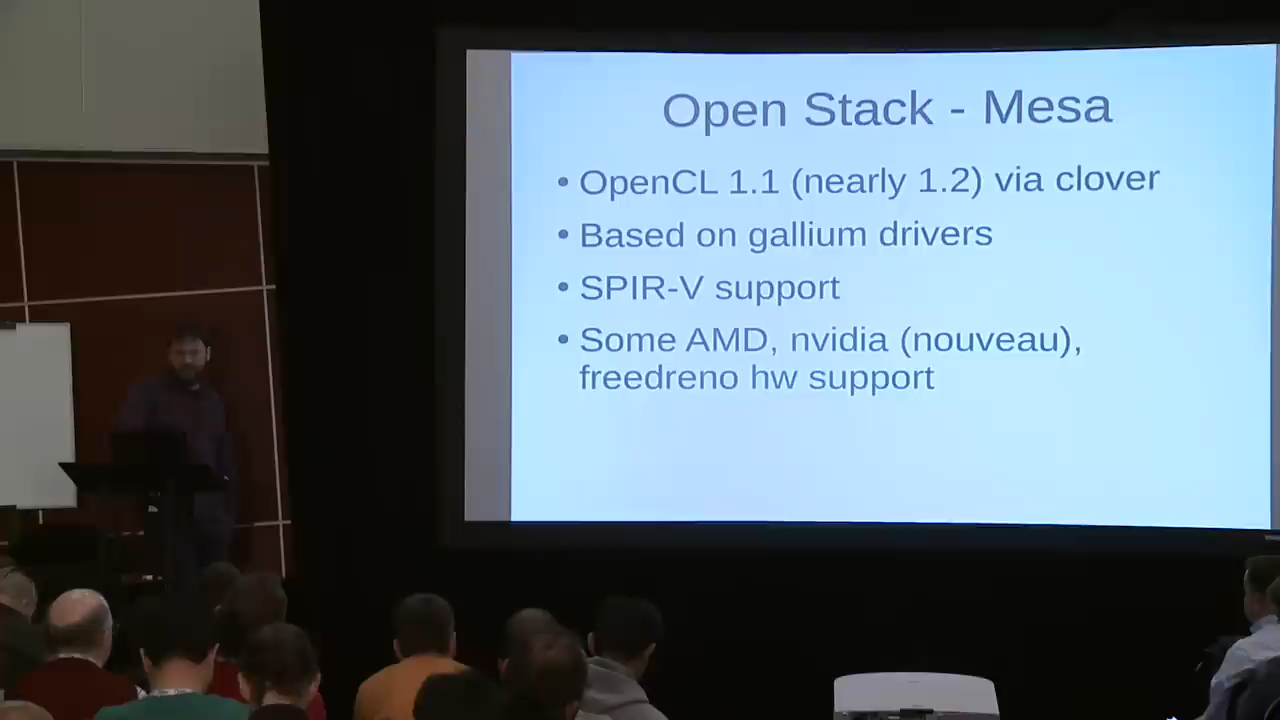 Open Stack - Mesa
• OpenCL 1.1 (nearly 1.2) via clover
• Based on gallium drivers
• SPIR-V support
• Some AMD, nvidia (nouveau),
freedreno hw support